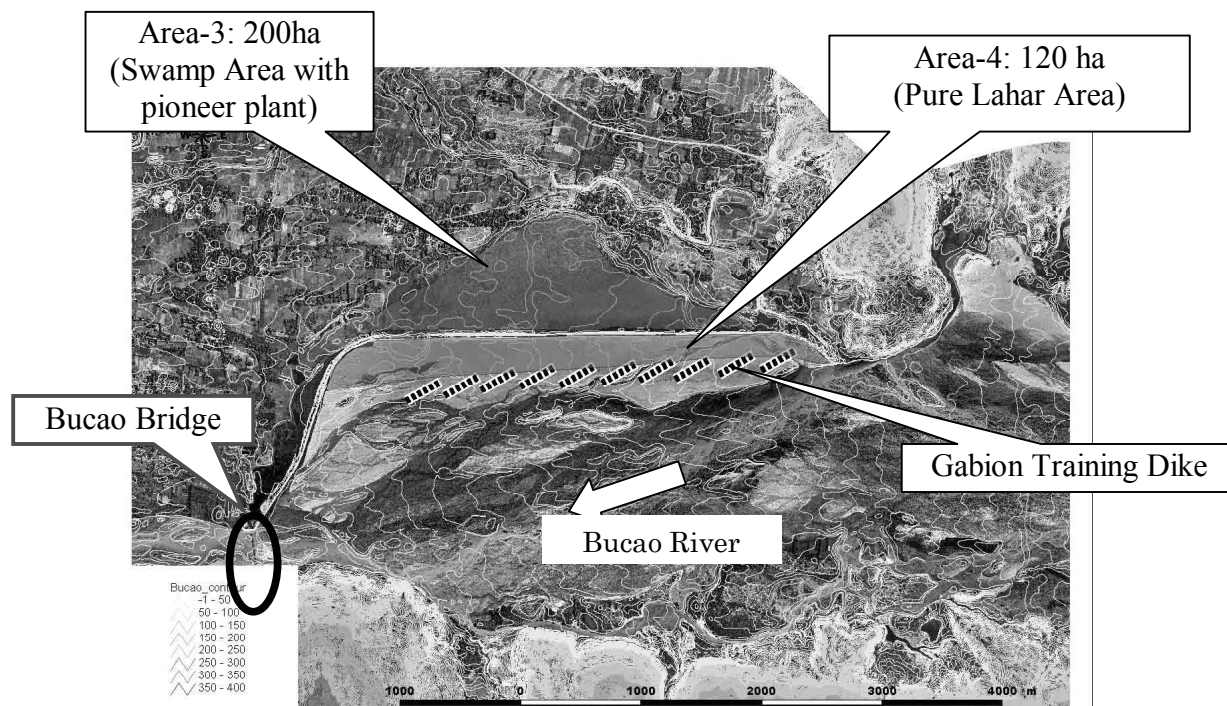 Area-3: 200ha
(Swamp Area with
pioneer plant)
Area-4: 120 ha
(Pure Lahar Area)
Bucao Bridge
Gabion Training Dike
Bucao River
Bucao_contour
-1 - 50
50 - 100
100 - 150
150 - 200
200 - 250
250 - 300
300 - 350
350 - 400
1000 0 1000 2000 3000 4000 m